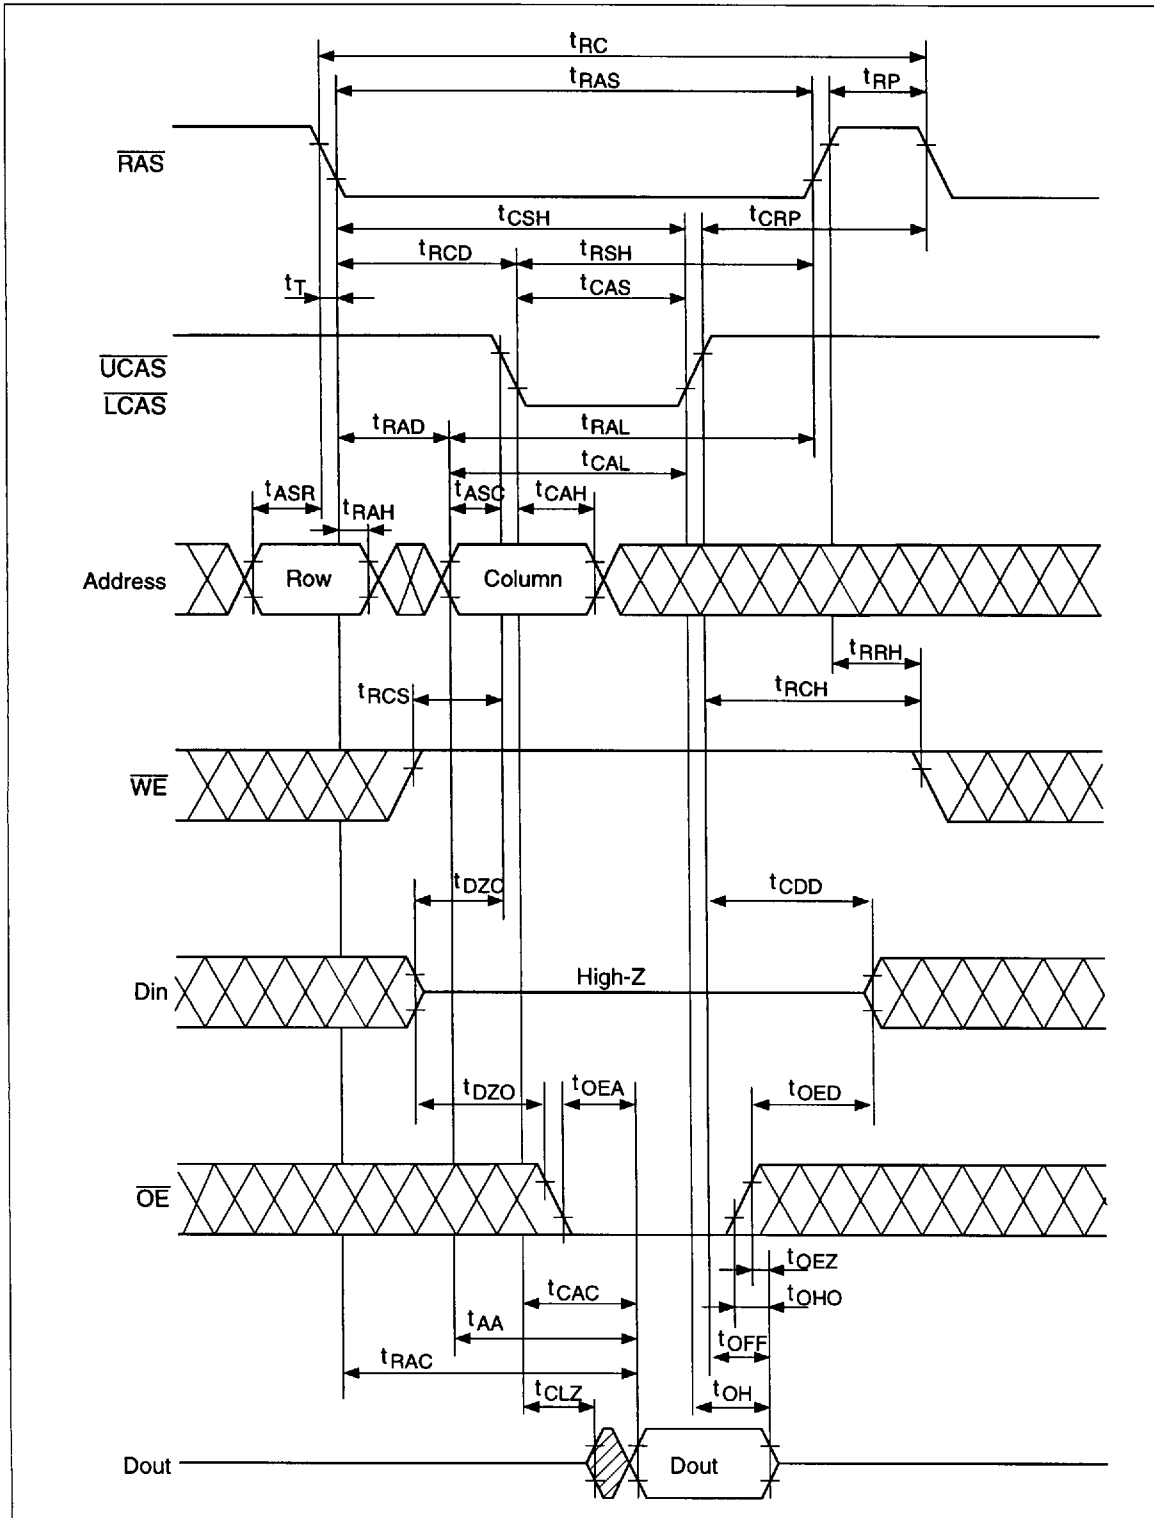 tRC
tRAS
tRP
RAS
tCSH
tCRP
tRCD
tRSH
tT
tCAS
UCAS
LCAS
tRAD
tRAL
tCAL
tASR
tASC
tCAH
tRAH
Address
Row
Column
tRRH
tRCS
tRCH
WE
tDZC
tCDD
Din
High-Z
tDZO
tOEA
tOED
OE
tOEZ
tCAC
tOHO
tAA
tOFF
tRAC
tCLZ
tOH
Dout
Dout